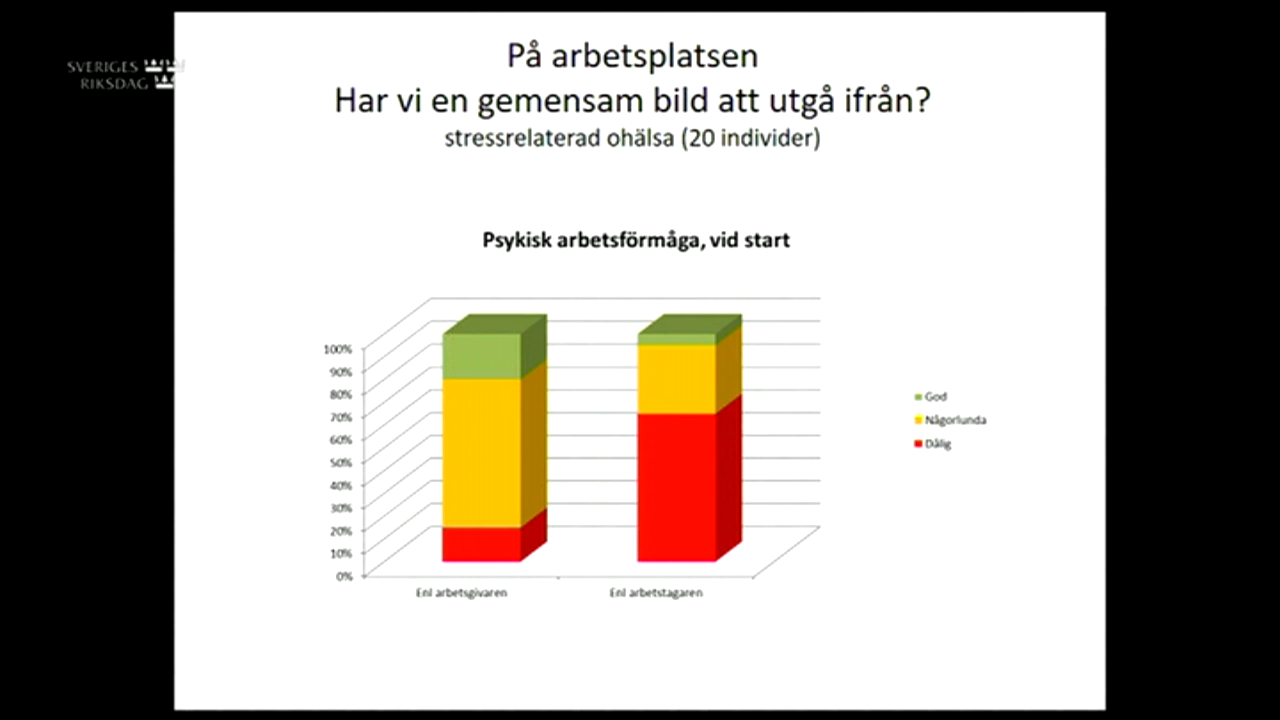 SVERIGES
RIKSDAG
På arbetsplatsen
Har vi en gemensam bild att utgå ifrån?
stressrelaterad ohälsa (20 individer)
Psykisk arbetsförmåga, vid start
100%
90%
80%
70%
60%
50%
40%
30%
20%
10%
0%
Enl arbetsgivaren
Enl arbetstagaren
God
Någorlunda
Dålig